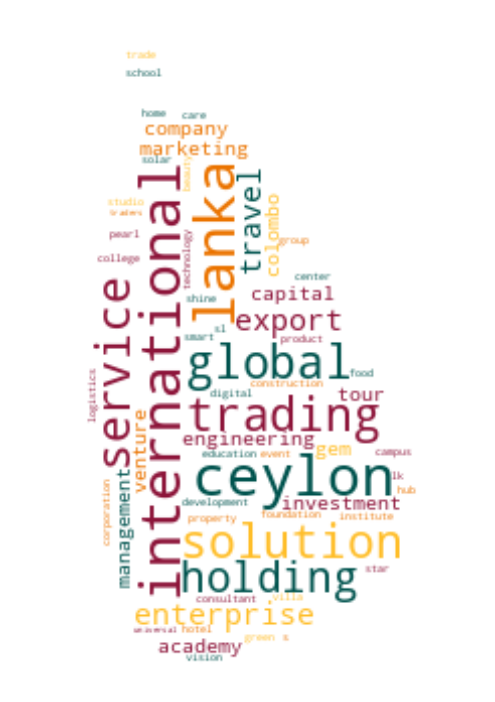 trade
school
home
care
company
marketing
solar
beauty
international
lanka
travel
studio
traders
colombo
pearl
technology
group
college
center
service
shine
capital
export
sl
smart
product
global
food
logistics
construction
digital
tour
trading
venture
engineering
gem
education
event
campus
ceylon
lk
management
corporation
hub
development
investment
property
foundation
institute
solution
holding
star
consultant
villa
enterprise
universal
hotel
green
s
academy
vision